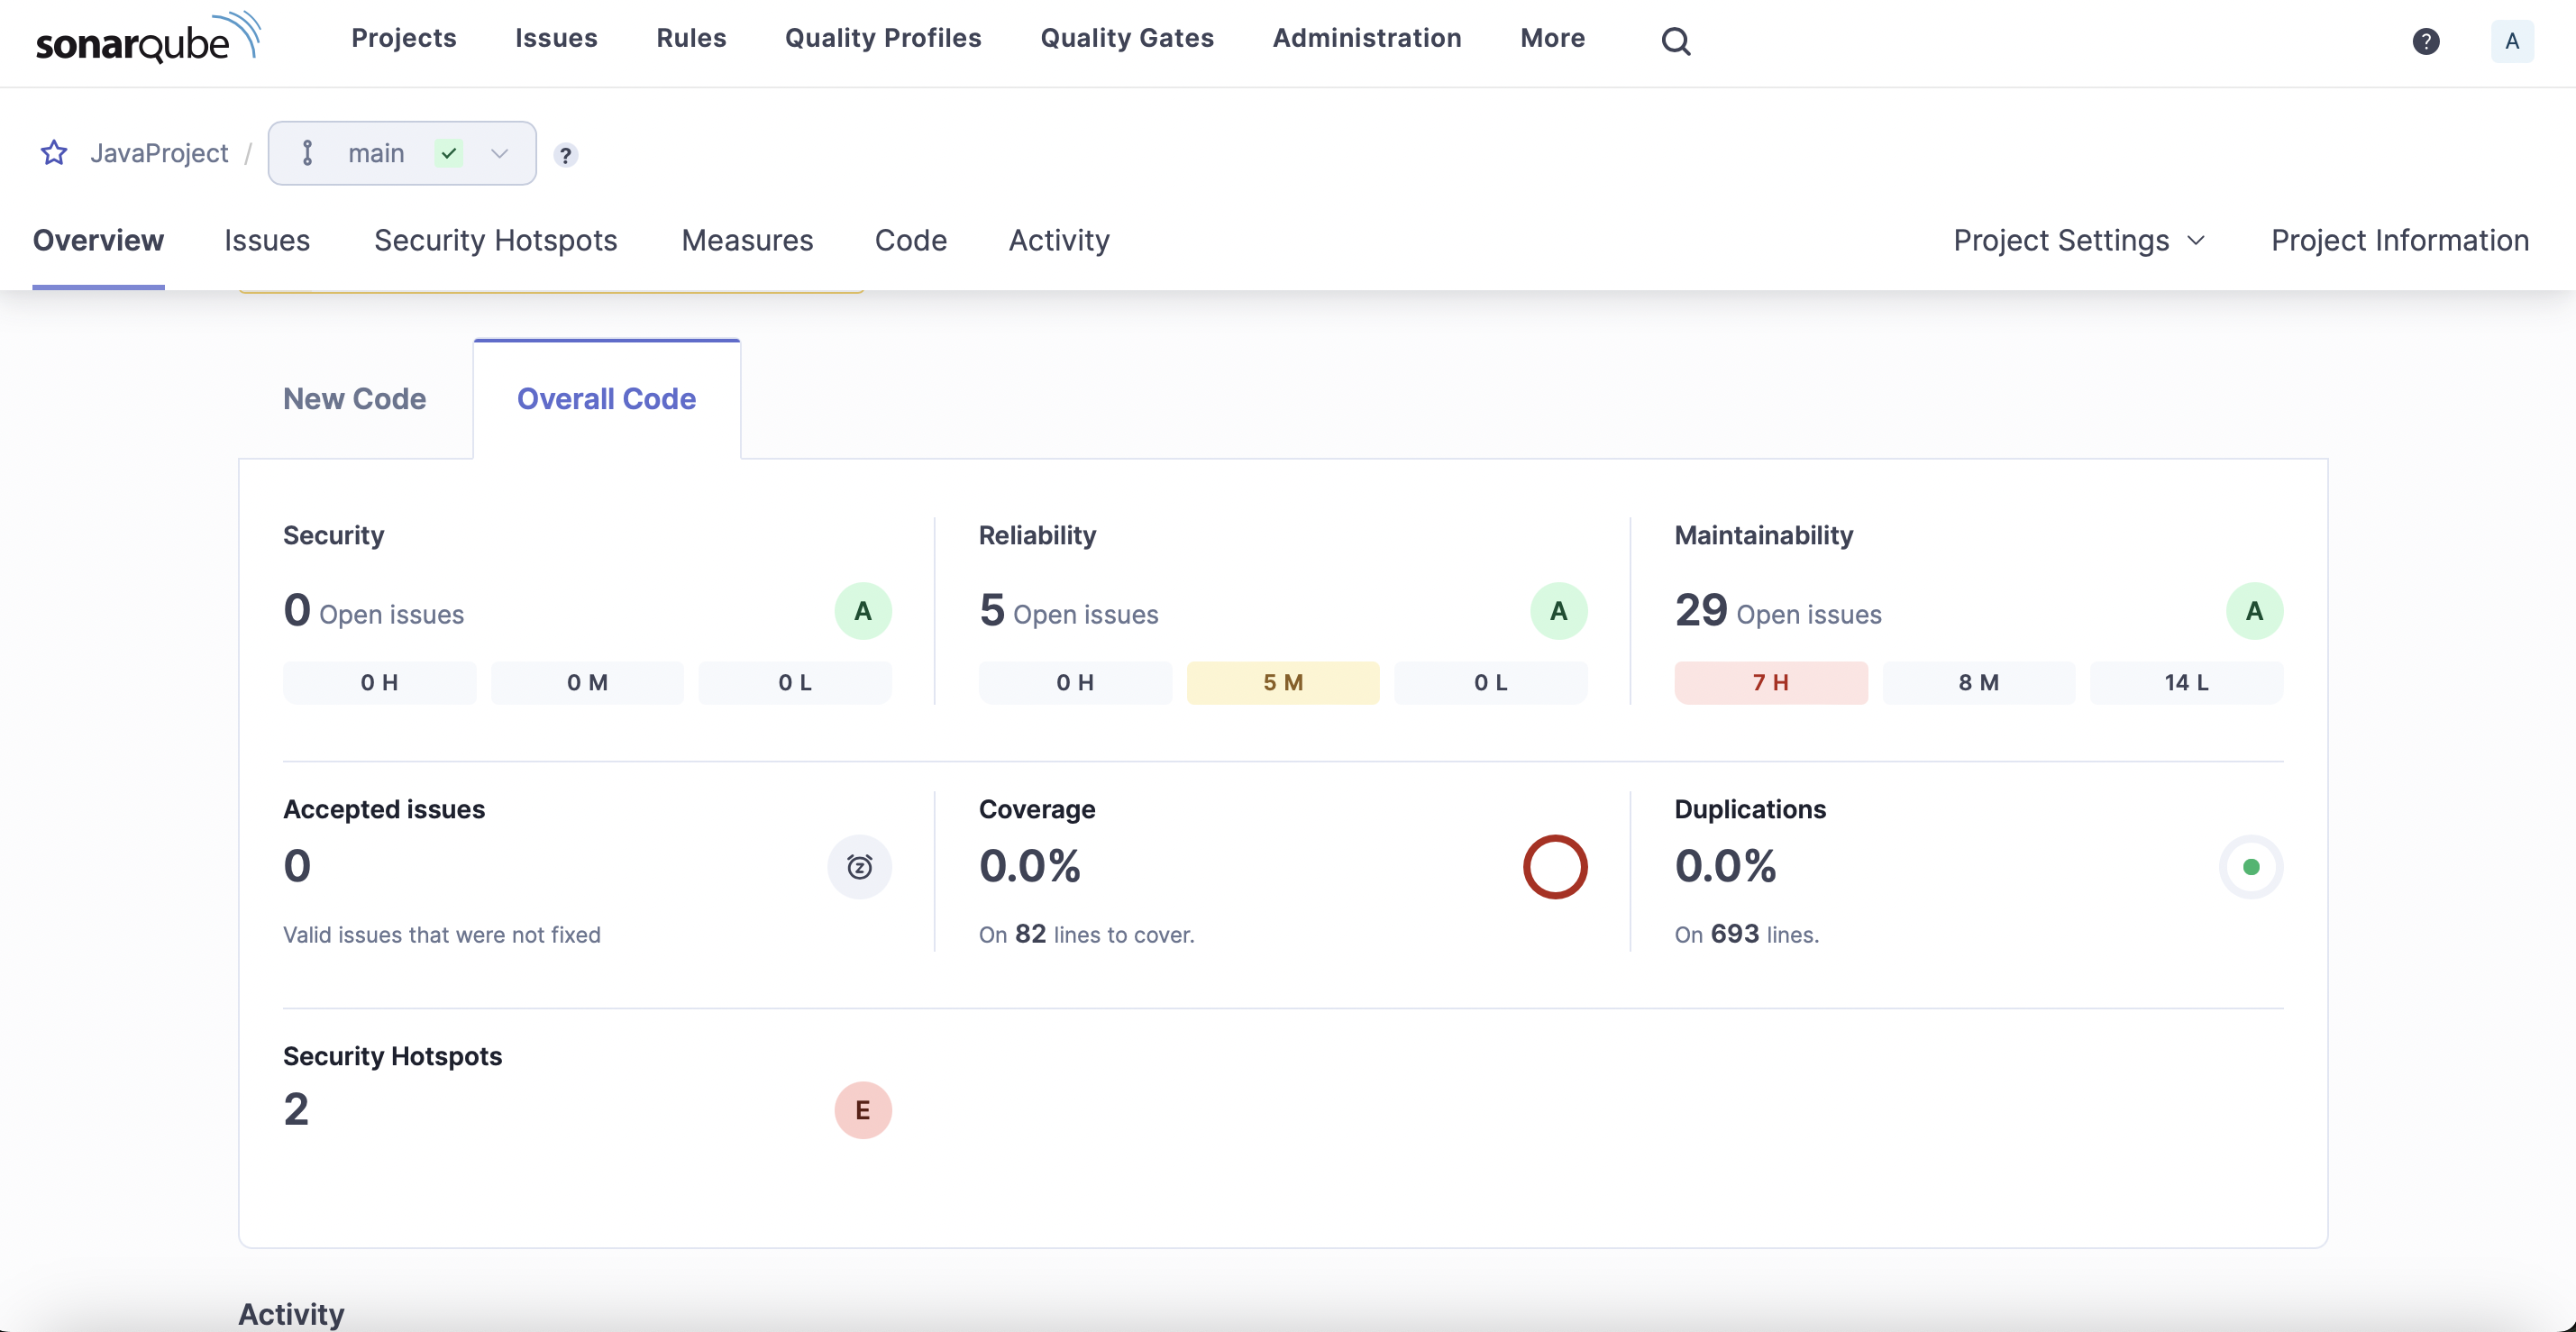 sonarqube Projects Issues Rules Quality Profiles Quality Gates Administration More ? A
JavaProject / main ?
Overview Issues Security Hotspots Measures Code Activity Project Settings Project Information
New Code Overall Code
Security Reliability Maintainability
0 Open issues A 5 Open issues A 29 Open issues A
0 H 0 M 0 L 0 H 5 M 0 L 7 H 8 M 14 L
Accepted issues Coverage Duplications
0 z 0.0% 0.0%
Valid issues that were not fixed On 82 lines to cover. On 693 lines.
Security Hotspots
2 E
Activity